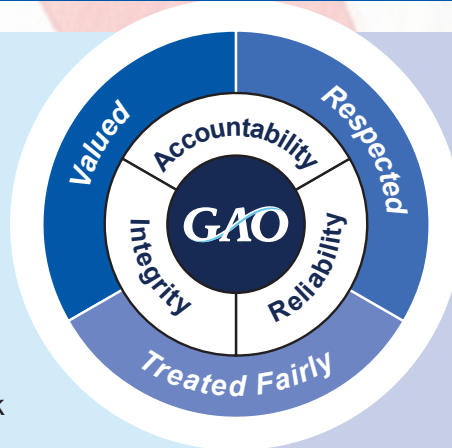 Valued
Respected
Accountability
GAO
Integrity
Reliability
Treated Fairly
k